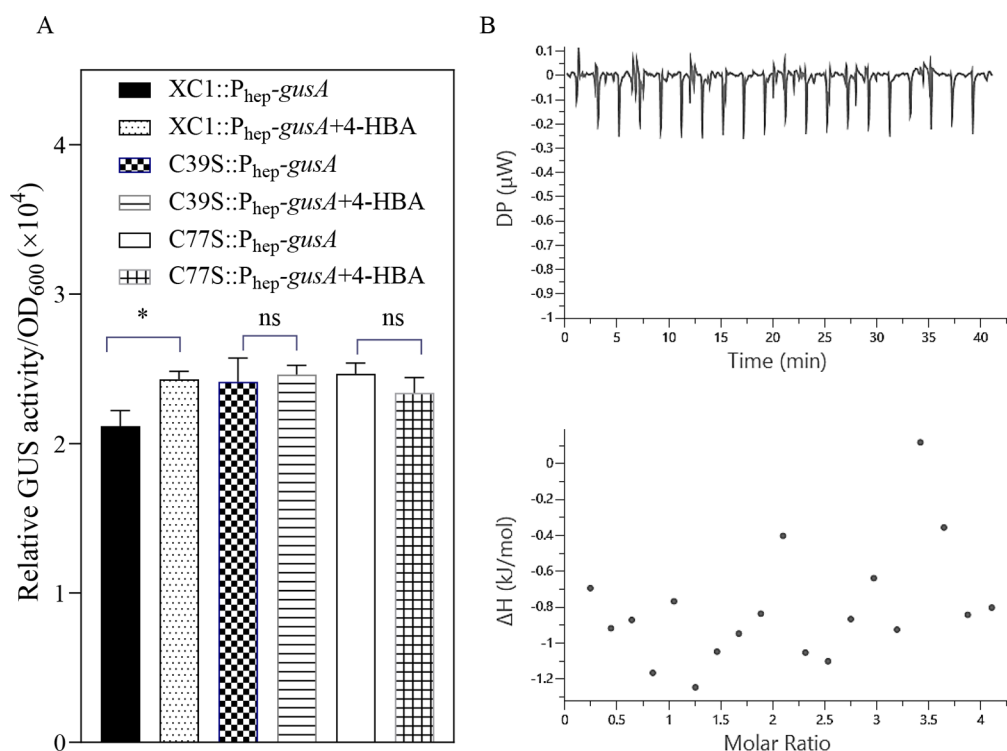 A
XC1::Phep-gusA
XC1::Phep-gusA+4-HBA
C39S::Phep-gusA
C39S::Phep-gusA+4-HBA
C77S::Phep-gusA
C77S::Phep-gusA+4-HBA
* ns ns
Relative GUS activity/OD600 (×10⁴)
4
3
2
1
0
B
0.1
0
-0.1
-0.2
-0.3
-0.4
-0.5
-0.6
-0.7
-0.8
-0.9
-1
DP (µW)
0 5 10 15 20 25 30 35 40
Time (min)
0
-0.2
-0.4
-0.6
-0.8
-1
-1.2
ΔH (kJ/mol)
0 0.5 1 1.5 2 2.5 3 3.5 4
Molar Ratio